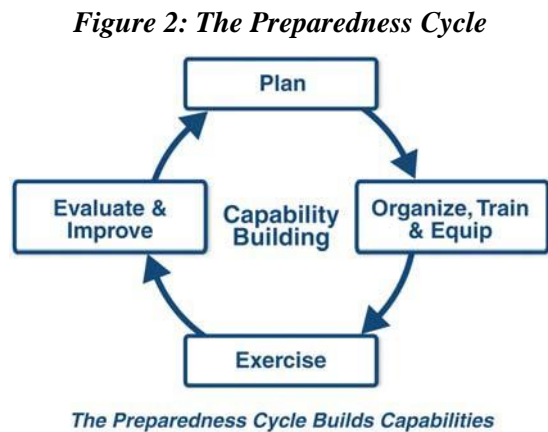 Figure 2: The Preparedness Cycle
Plan
Organize, Train
& Equip
Exercise
Evaluate &
Improve
Capability
Building
The Preparedness Cycle Builds Capabilities